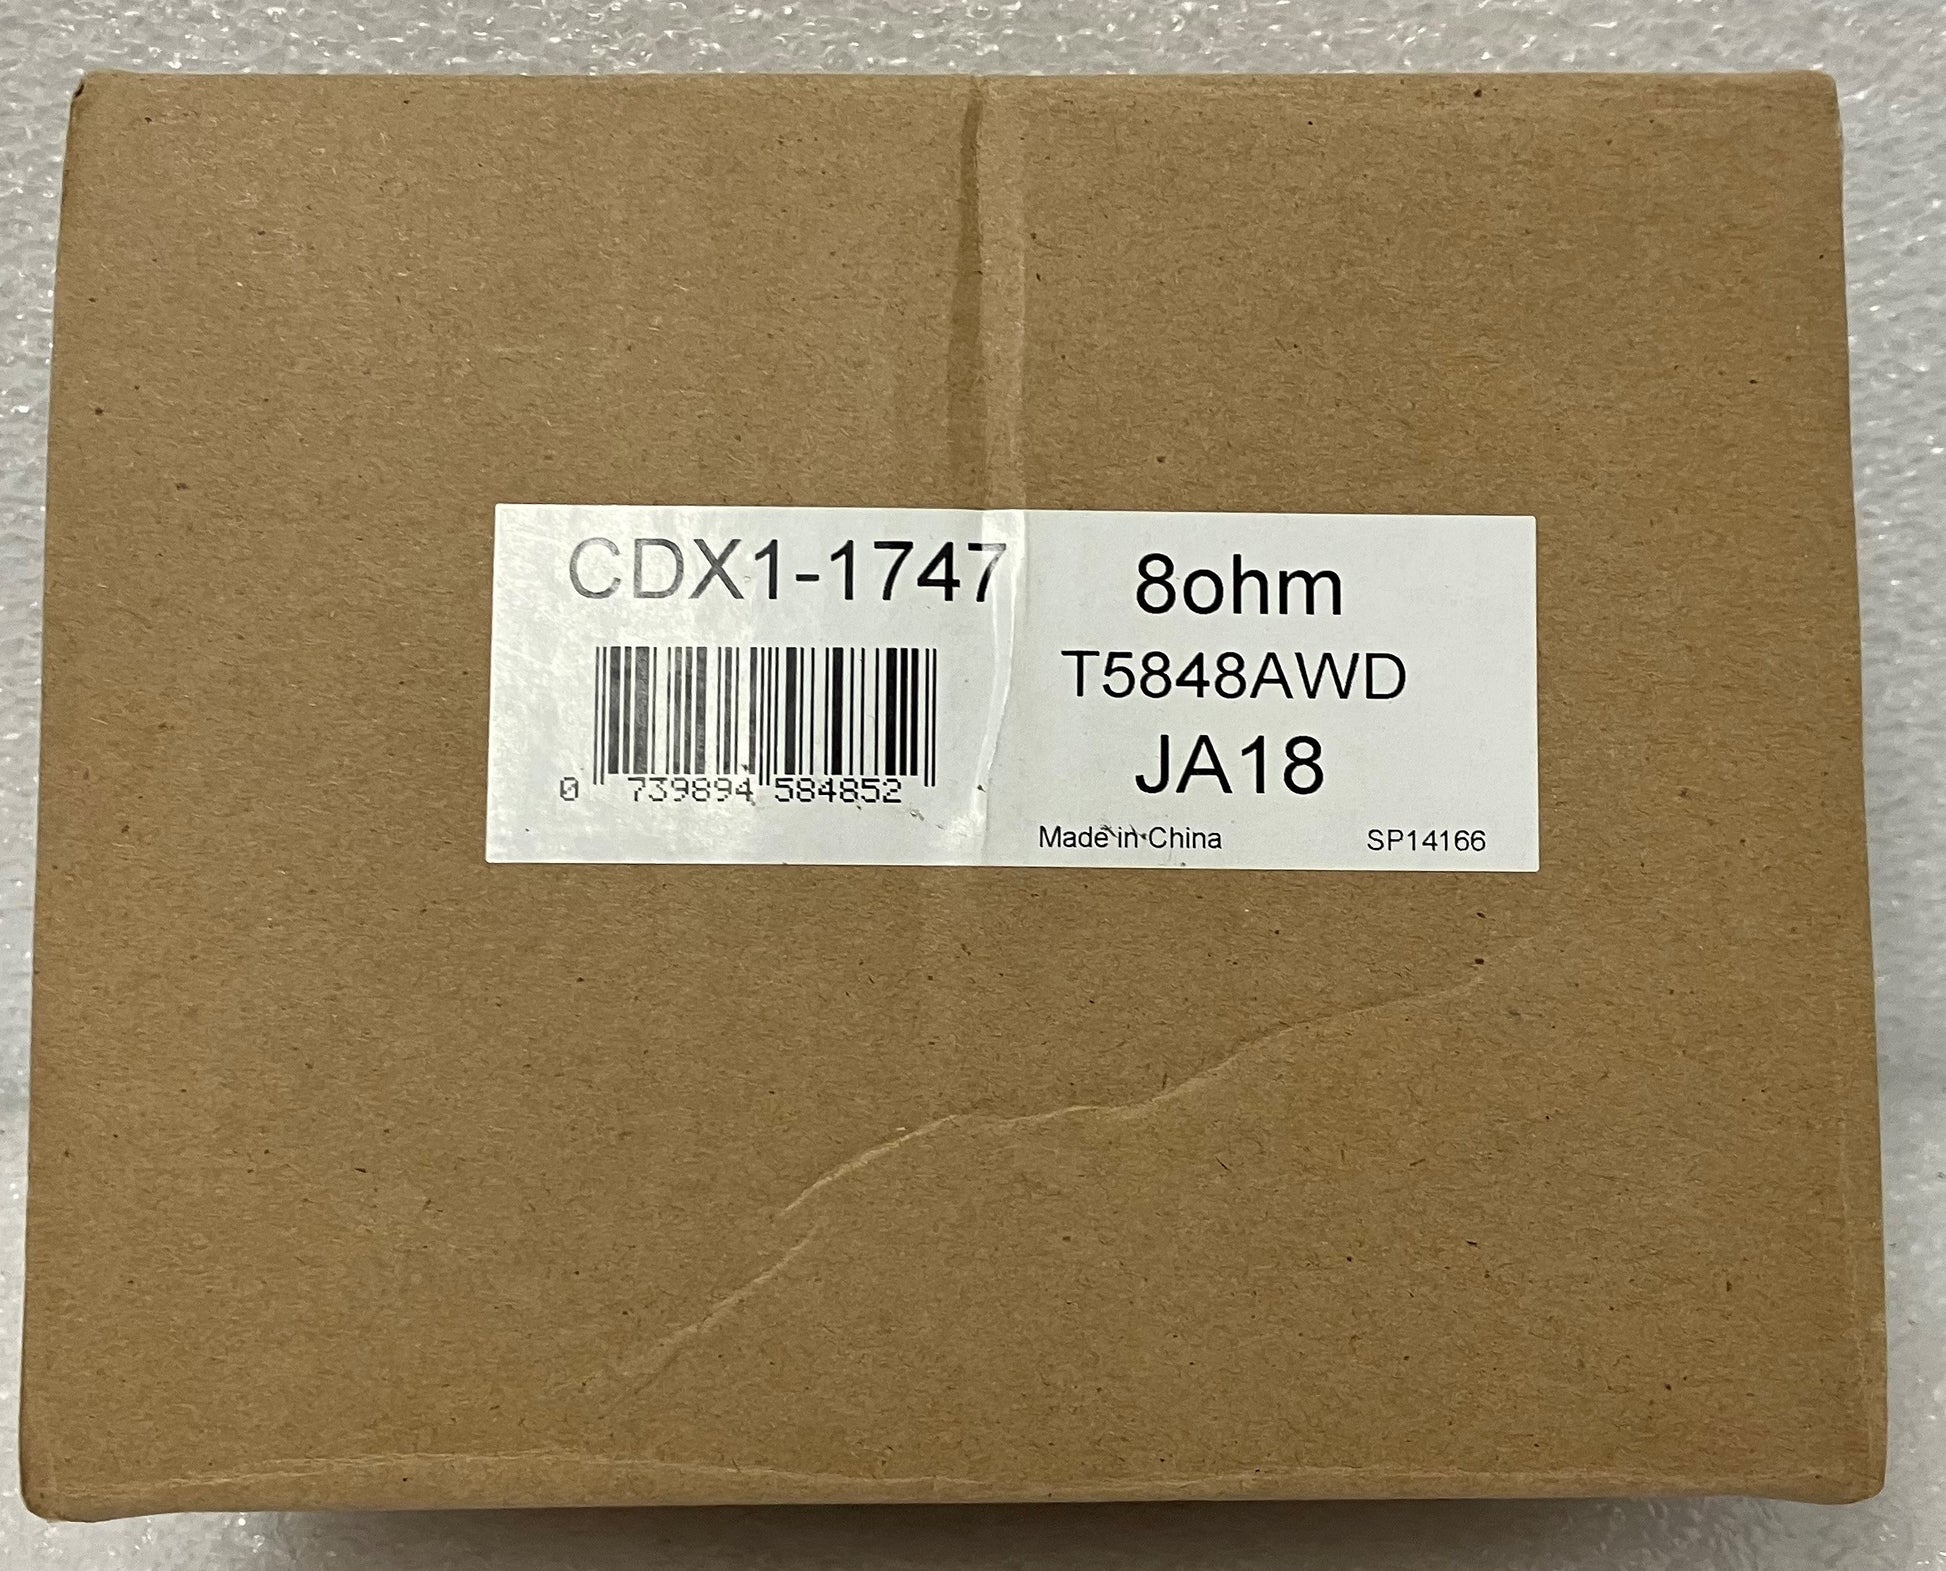 CDX1-1747
0 739894 584852
8ohm
T5848AWD
JA18
Made in China
SP14166